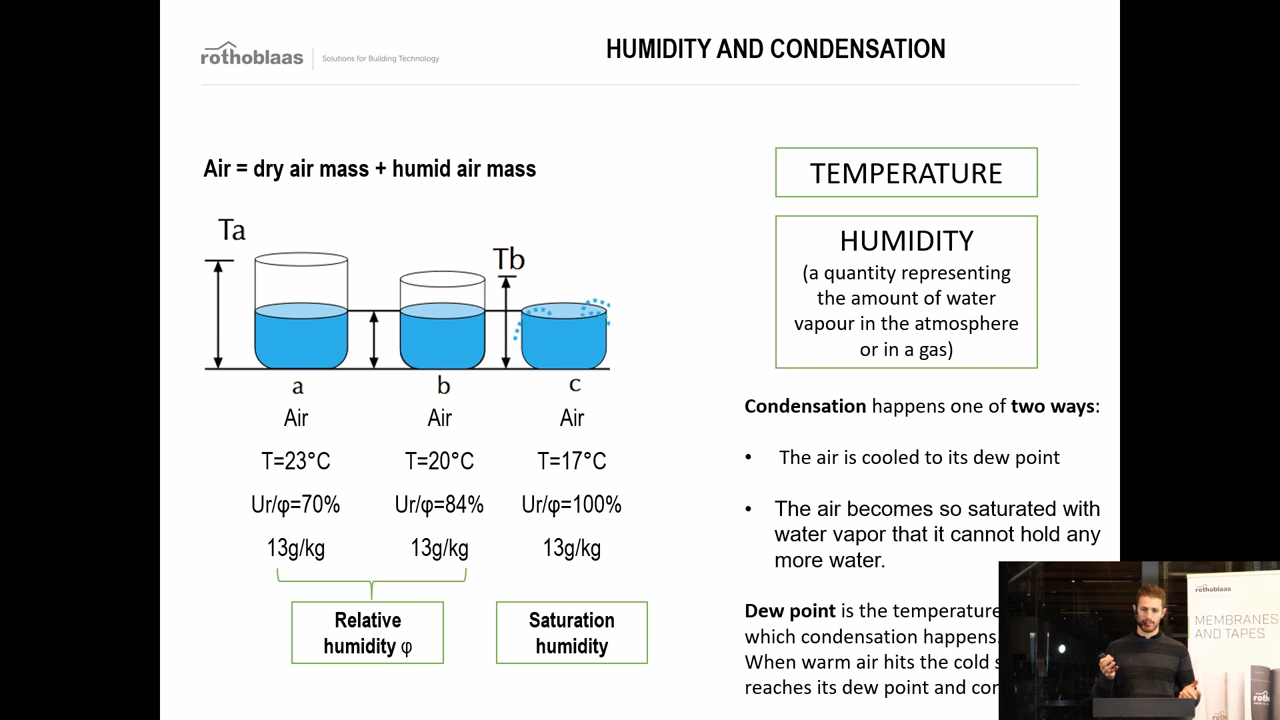 rothoblaas
Solutions for Building Technology
HUMIDITY AND CONDENSATION
Air = dry air mass + humid air mass
Ta
Tb
a
b
c
Air
Air
Air
T=23°C
T=20°C
T=17°C
Ur/φ=70%
Ur/φ=84%
Ur/φ=100%
13g/kg
13g/kg
13g/kg
Relative
humidity φ
Saturation
humidity
TEMPERATURE
HUMIDITY
(a quantity representing
the amount of water
vapour in the atmosphere
or in a gas)
Condensation happens one of two ways:
• The air is cooled to its dew point
• The air becomes so saturated with
water vapor that it cannot hold any
more water.
Dew point is the temperature
which condensation happens.
When warm air hits the cold
reaches its dew point and
rothoblaas
MEMBRANES
AND TAPES